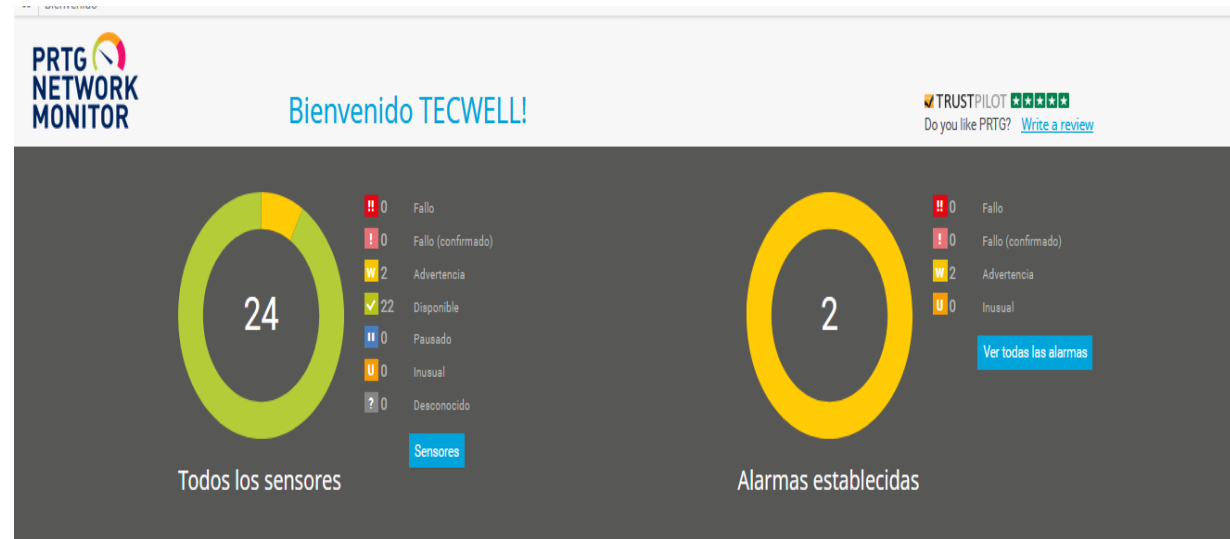 Bienvenido
PRTG
NETWORK
MONITOR
Bienvenido TECWELL!
TRUSTPILOT
Do you like PRTG? Write a review
24
!! 0 Fallo
! 0 Fallo (confirmado)
W 2 Advertencia
22 Disponible
0 Pausado
U 0 Inusual
? 0 Desconocido
Sensores
Todos los sensores
2
!! 0 Fallo
! 0 Fallo (confirmado)
W 2 Advertencia
U 0 Inusual
Ver todas las alarmas
Alarmas establecidas